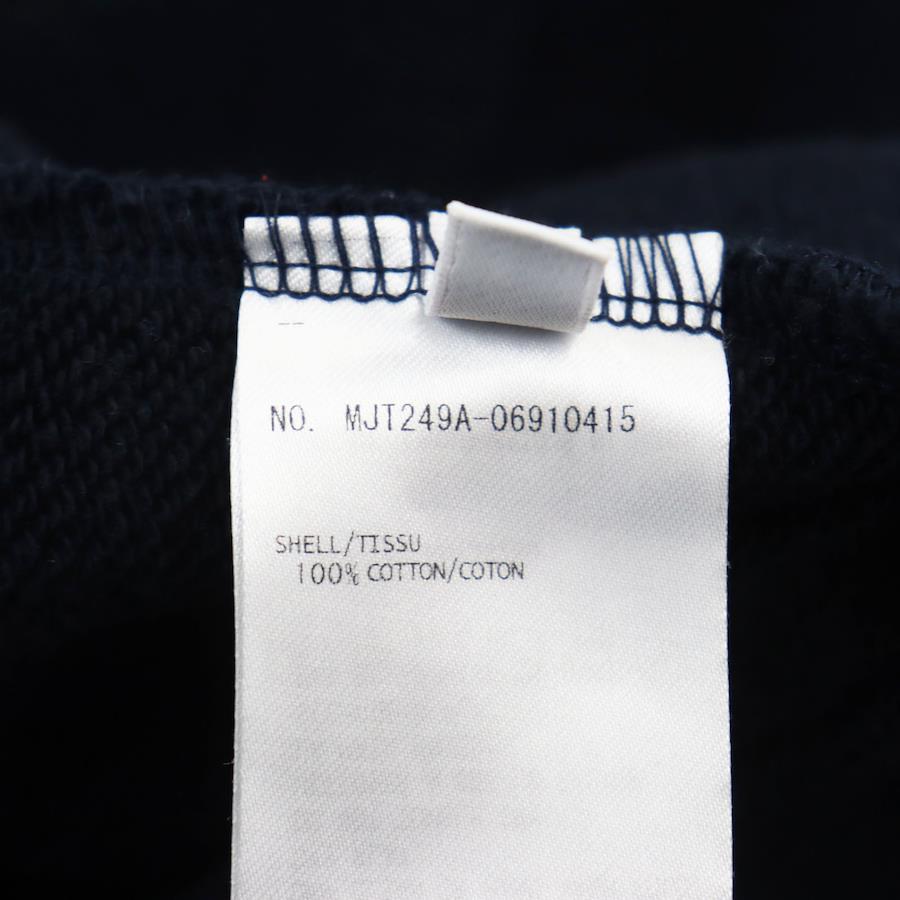 NO. MJT249A-06910415
SHELL/TISSU
100% COTTON/COTON